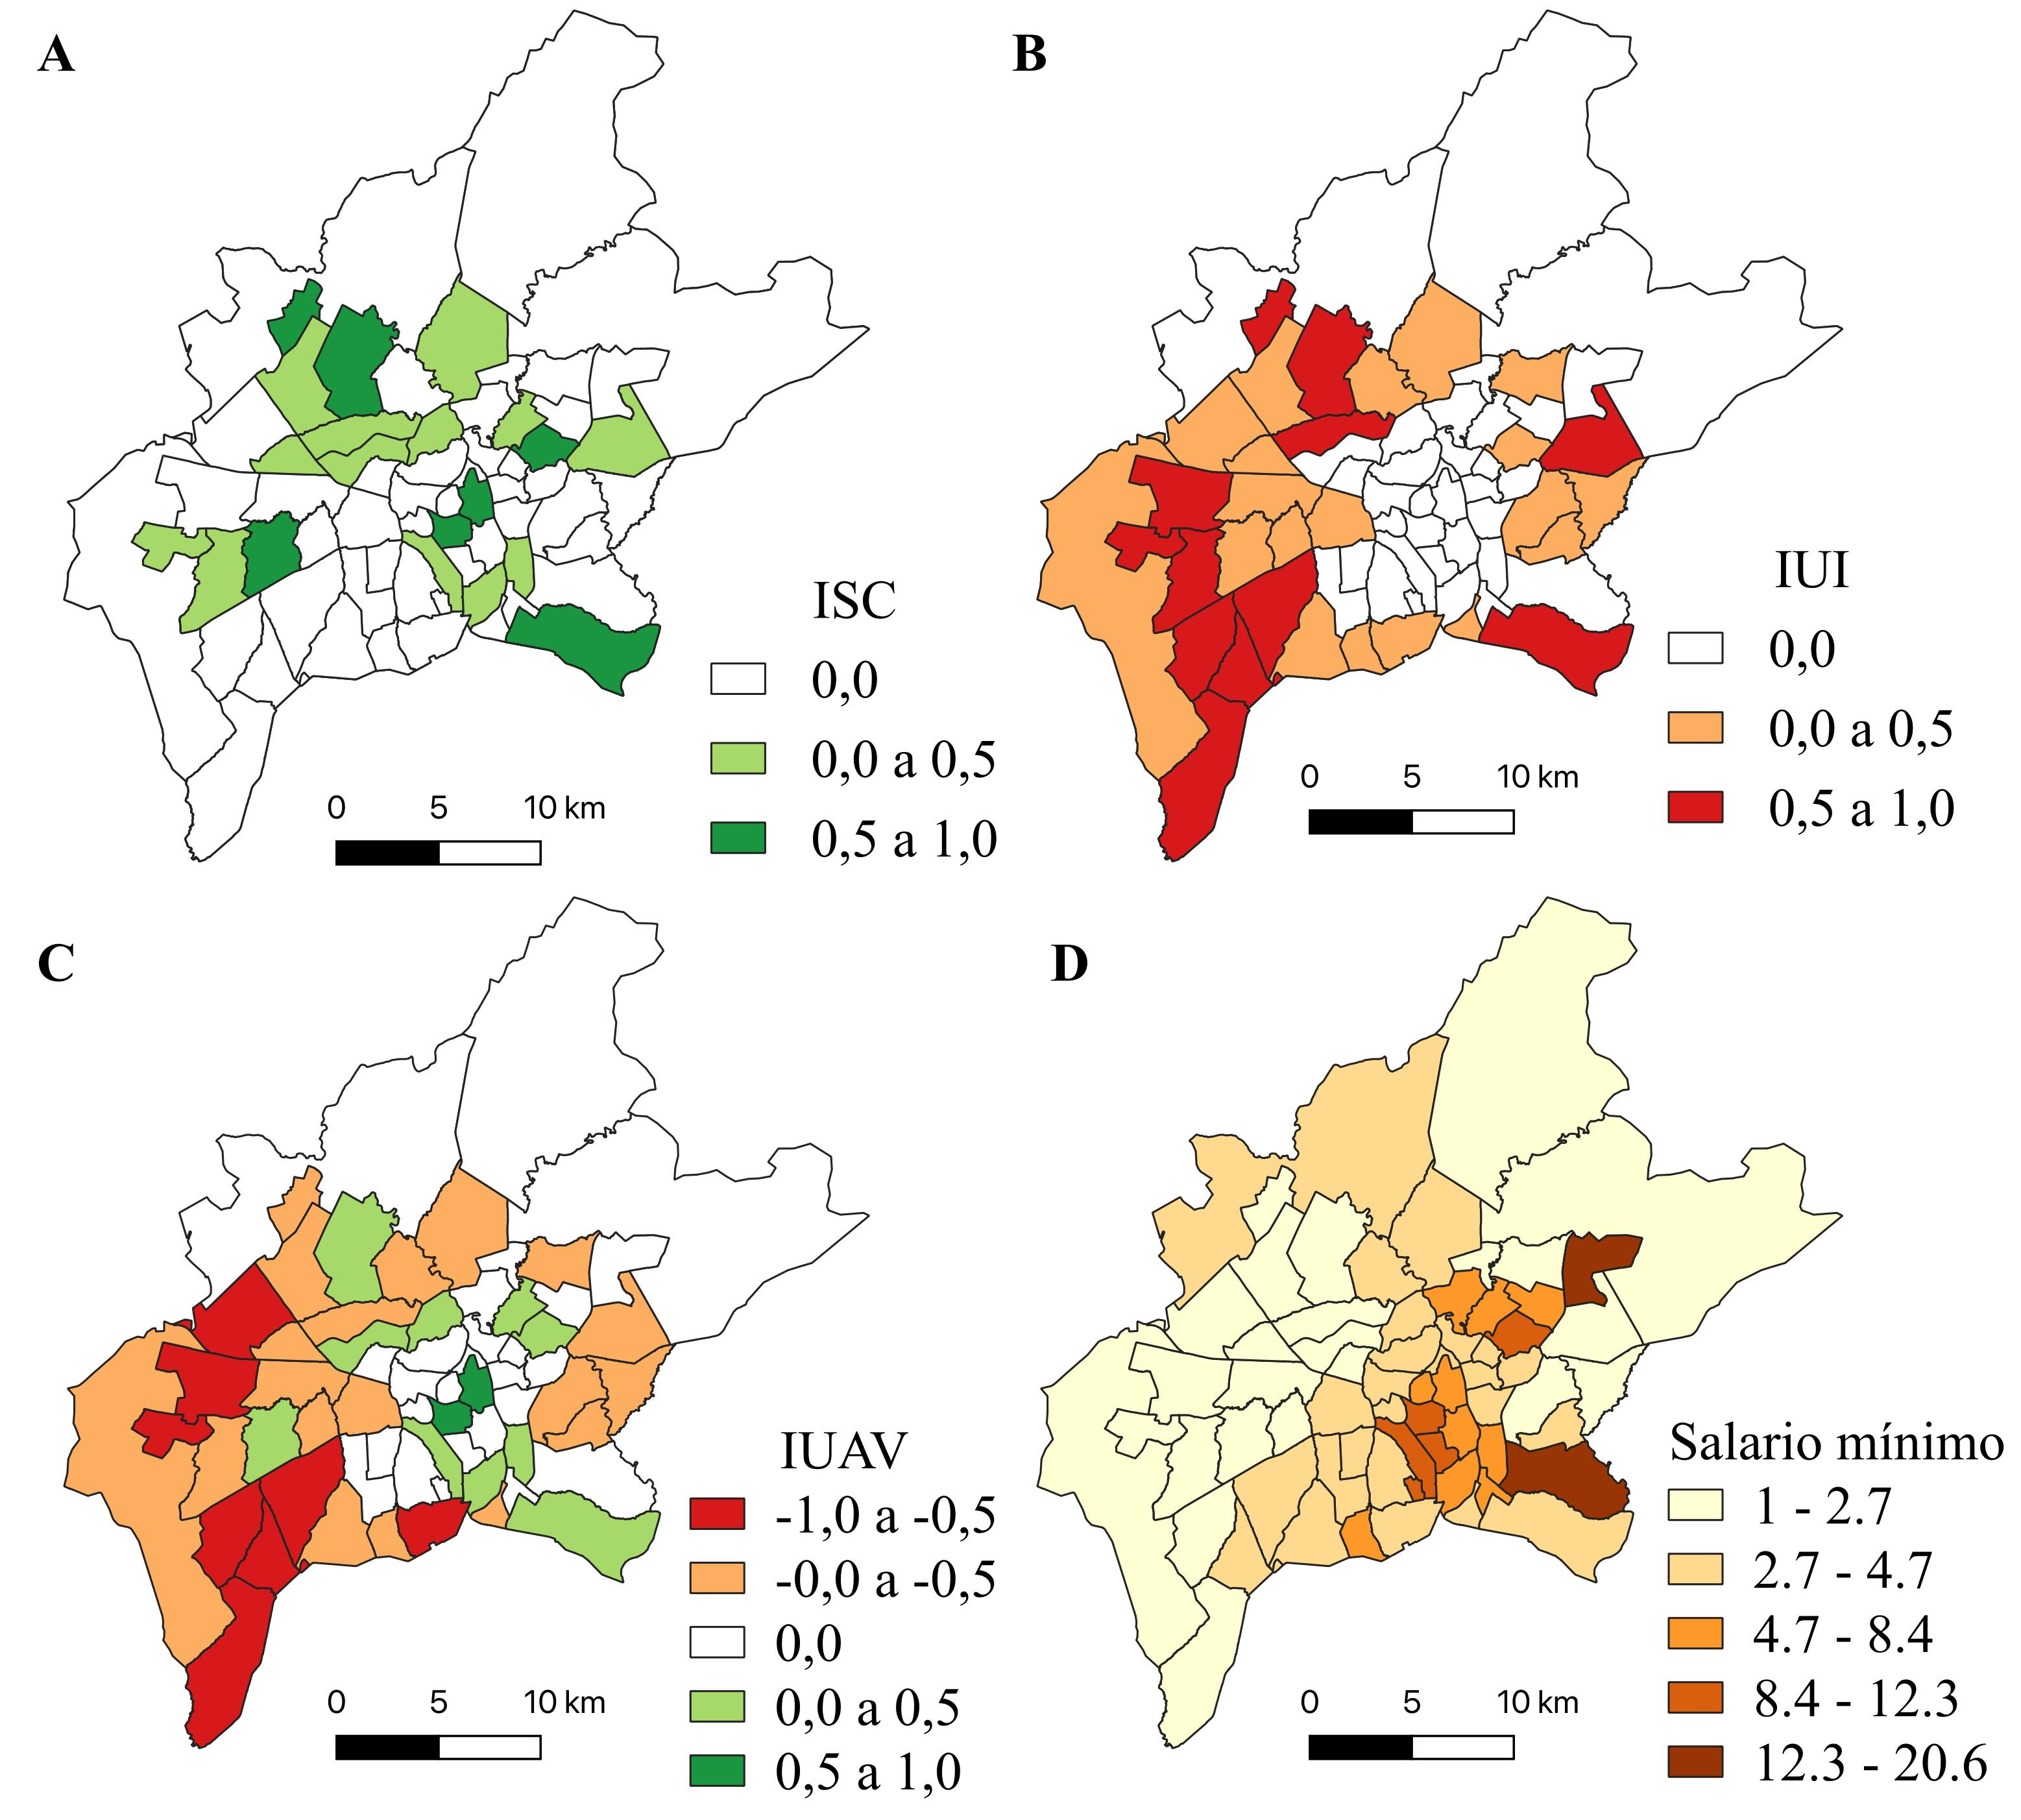 A
ISC
0,0
0,0 a 0,5
0,5 a 1,0
0 5 10 km
B
IUI
0,0
0,0 a 0,5
0,5 a 1,0
0 5 10 km
C
IUAV
-1,0 a -0,5
-0,0 a -0,5
0,0
0,0 a 0,5
0,5 a 1,0
0 5 10 km
D
Salario mínimo
1 - 2.7
2.7 - 4.7
4.7 - 8.4
8.4 - 12.3
12.3 - 20.6
0 5 10 km